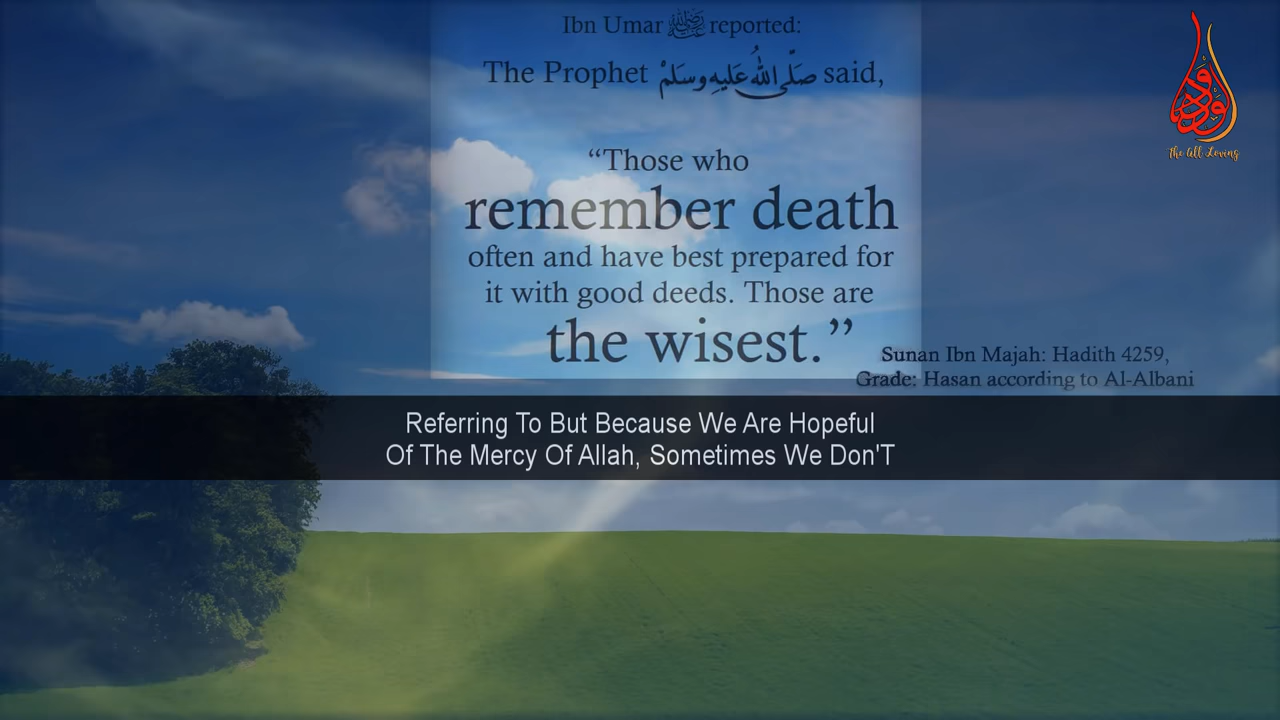 Ibn Umar رضي الله عنه reported:
The Prophet صَلَّى اللهُ عَلَيهِ وسَلَّمْ said,
“Those who
remember death
often and have best prepared for
it with good deeds. Those are
the wisest.”
Sunan Ibn Majah: Hadith 4259,
Grade: Hasan according to Al-Albani
Referring To But Because We Are Hopeful
Of The Mercy Of Allah, Sometimes We Don'T
الودود
The All Loving